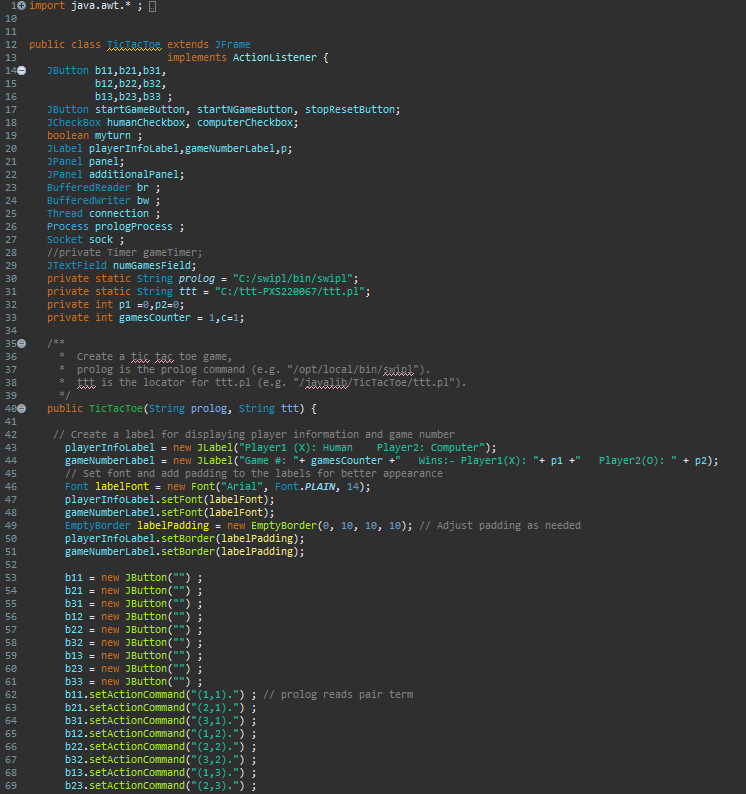 1 import java.awt.* ;
10
11
12 public class TicTacToe extends JFrame
13                        implements ActionListener {
14    JButton b11,b21,b31,
15            b12,b22,b32,
16            b13,b23,b33 ;
17    JButton startGameButton, startNGameButton, stopResetButton;
18    JCheckBox humanCheckbox, computerCheckbox;
19    boolean myturn ;
20    JLabel playerInfoLabel,gameNumberLabel,p;
21    JPanel panel;
22    JPanel additionalPanel;
23    BufferedReader br ;
24    BufferedWriter bw ;
25    Thread connection ;
26    Process prologProcess ;
27    Socket sock ;
28    //private Timer gameTimer;
29    JTextField numGamesField;
30    private static String prolog = "C:/swipl/bin/swipl";
31    private static String ttt = "C:/ttt-PXS220067/ttt.pl";
32    private int p1 =0,p2=0;
33    private int gamesCounter = 1,c=1;
34
35    /**
36      *  Create a tic tac toe game,
37      *  prolog is the prolog command (e.g. "/opt/local/bin/swipl").
38      *  ttt is the locator for ttt.pl (e.g. "/javalib/TicTacToe/ttt.pl").
39      */
40    public TicTacToe(String prolog, String ttt) {
41
42     // Create a label for displaying player information and game number
43       playerInfoLabel = new JLabel("Player1 (X): Human    Player2: Computer");
44       gameNumberLabel = new JLabel("Game #: "+ gamesCounter +"   Wins:- Player1(X): "+ p1 +"   Player2(O): " + p2);
45       // Set font and add padding to the labels for better appearance
46       Font labelFont = new Font("Arial", Font.PLAIN, 14);
47       playerInfoLabel.setFont(labelFont);
48       gameNumberLabel.setFont(labelFont);
49       EmptyBorder labelPadding = new EmptyBorder(0, 10, 10, 10); // Adjust padding as needed
50       playerInfoLabel.setBorder(labelPadding);
51       gameNumberLabel.setBorder(labelPadding);
52
53       b11 = new JButton("") ;
54       b21 = new JButton("") ;
55       b31 = new JButton("") ;
56       b12 = new JButton("") ;
57       b22 = new JButton("") ;
58       b32 = new JButton("") ;
59       b13 = new JButton("") ;
60       b23 = new JButton("") ;
61       b33 = new JButton("") ;
62       b11.setActionCommand("(1,1).") ; // prolog reads pair term
63       b21.setActionCommand("(2,1).") ;
64       b31.setActionCommand("(3,1).") ;
65       b12.setActionCommand("(1,2).") ;
66       b22.setActionCommand("(2,2).") ;
67       b32.setActionCommand("(3,2).") ;
68       b13.setActionCommand("(1,3).") ;
69       b23.setActionCommand("(2,3).") ;